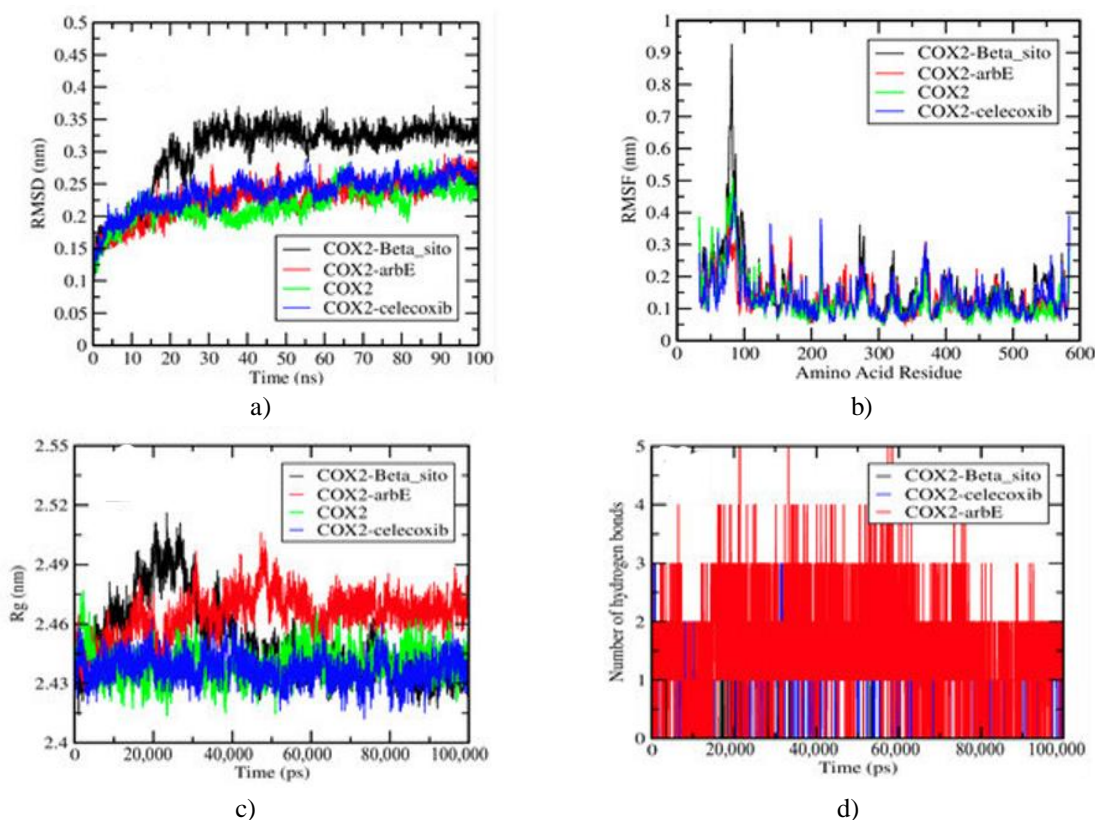 0.5
0.45
0.4
0.35
0.3
0.25
0.2
0.15
0.1
0.05
0
RMSD (nm)
COX2-Beta_sito
COX2-arbE
COX2
COX2-celecoxib
0 10 20 30 40 50 60 70 80 90 100
Time (ns)
a)
1
0.9
0.8
0.7
0.6
0.5
0.4
0.3
0.2
0.1
0
RMSF (nm)
COX2-Beta_sito
COX2-arbE
COX2
COX2-celecoxib
0 100 200 300 400 500 600
Amino Acid Residue
b)
2.55
2.52
2.49
2.46
2.43
2.4
Rg (nm)
COX2-Beta_sito
COX2-arbE
COX2
COX2-celecoxib
0 20,000 40,000 60,000 80,000 100,000
Time (ps)
c)
5
4
3
2
1
0
Number of hydrogen bonds
COX2-Beta_sito
COX2-celecoxib
COX2-arbE
0 20,000 40,000 60,000 80,000 100,000
Time (ps)
d)